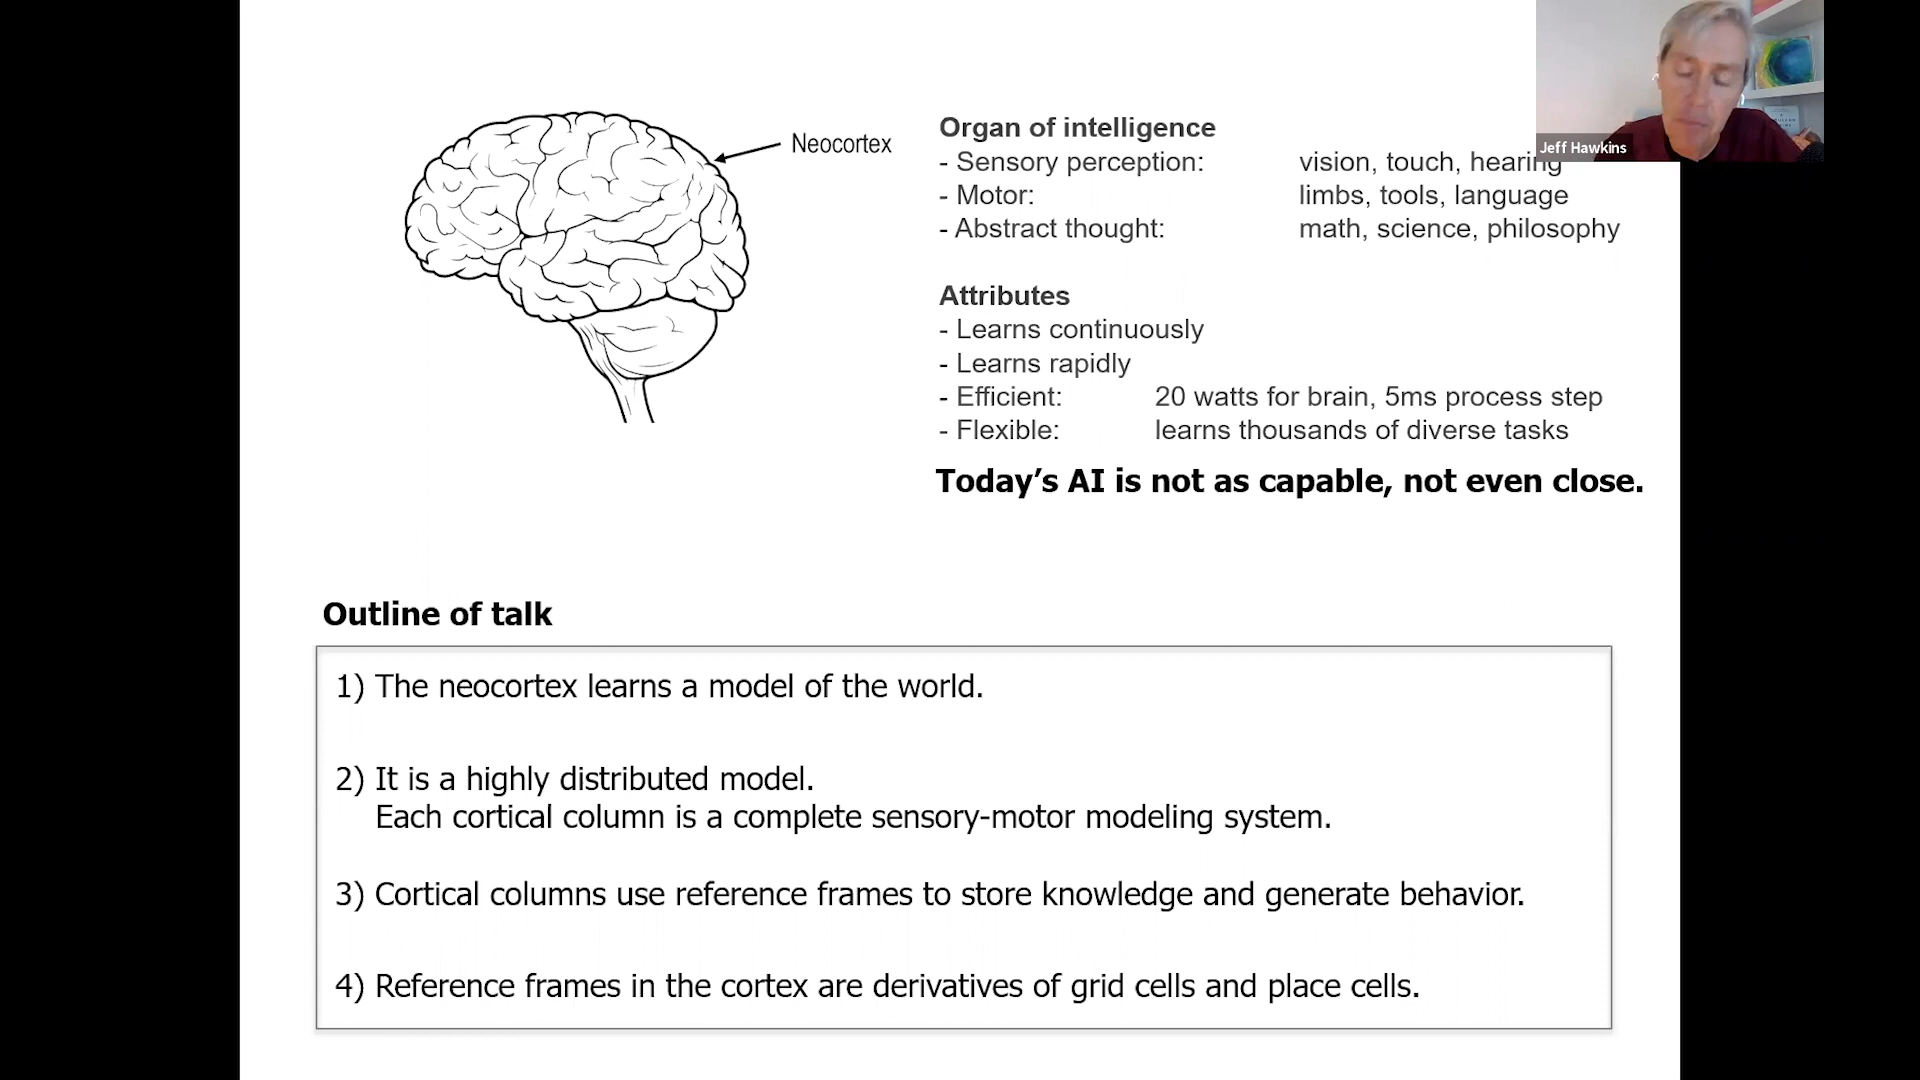 Neocortex
Organ of intelligence
- Sensory perception: vision, touch, hearing
- Motor: limbs, tools, language
- Abstract thought: math, science, philosophy
Attributes
- Learns continuously
- Learns rapidly
- Efficient: 20 watts for brain, 5ms process step
- Flexible: learns thousands of diverse tasks
Today’s AI is not as capable, not even close.
Jeff Hawkins
Outline of talk
1) The neocortex learns a model of the world.
2) It is a highly distributed model.
Each cortical column is a complete sensory-motor modeling system.
3) Cortical columns use reference frames to store knowledge and generate behavior.
4) Reference frames in the cortex are derivatives of grid cells and place cells.